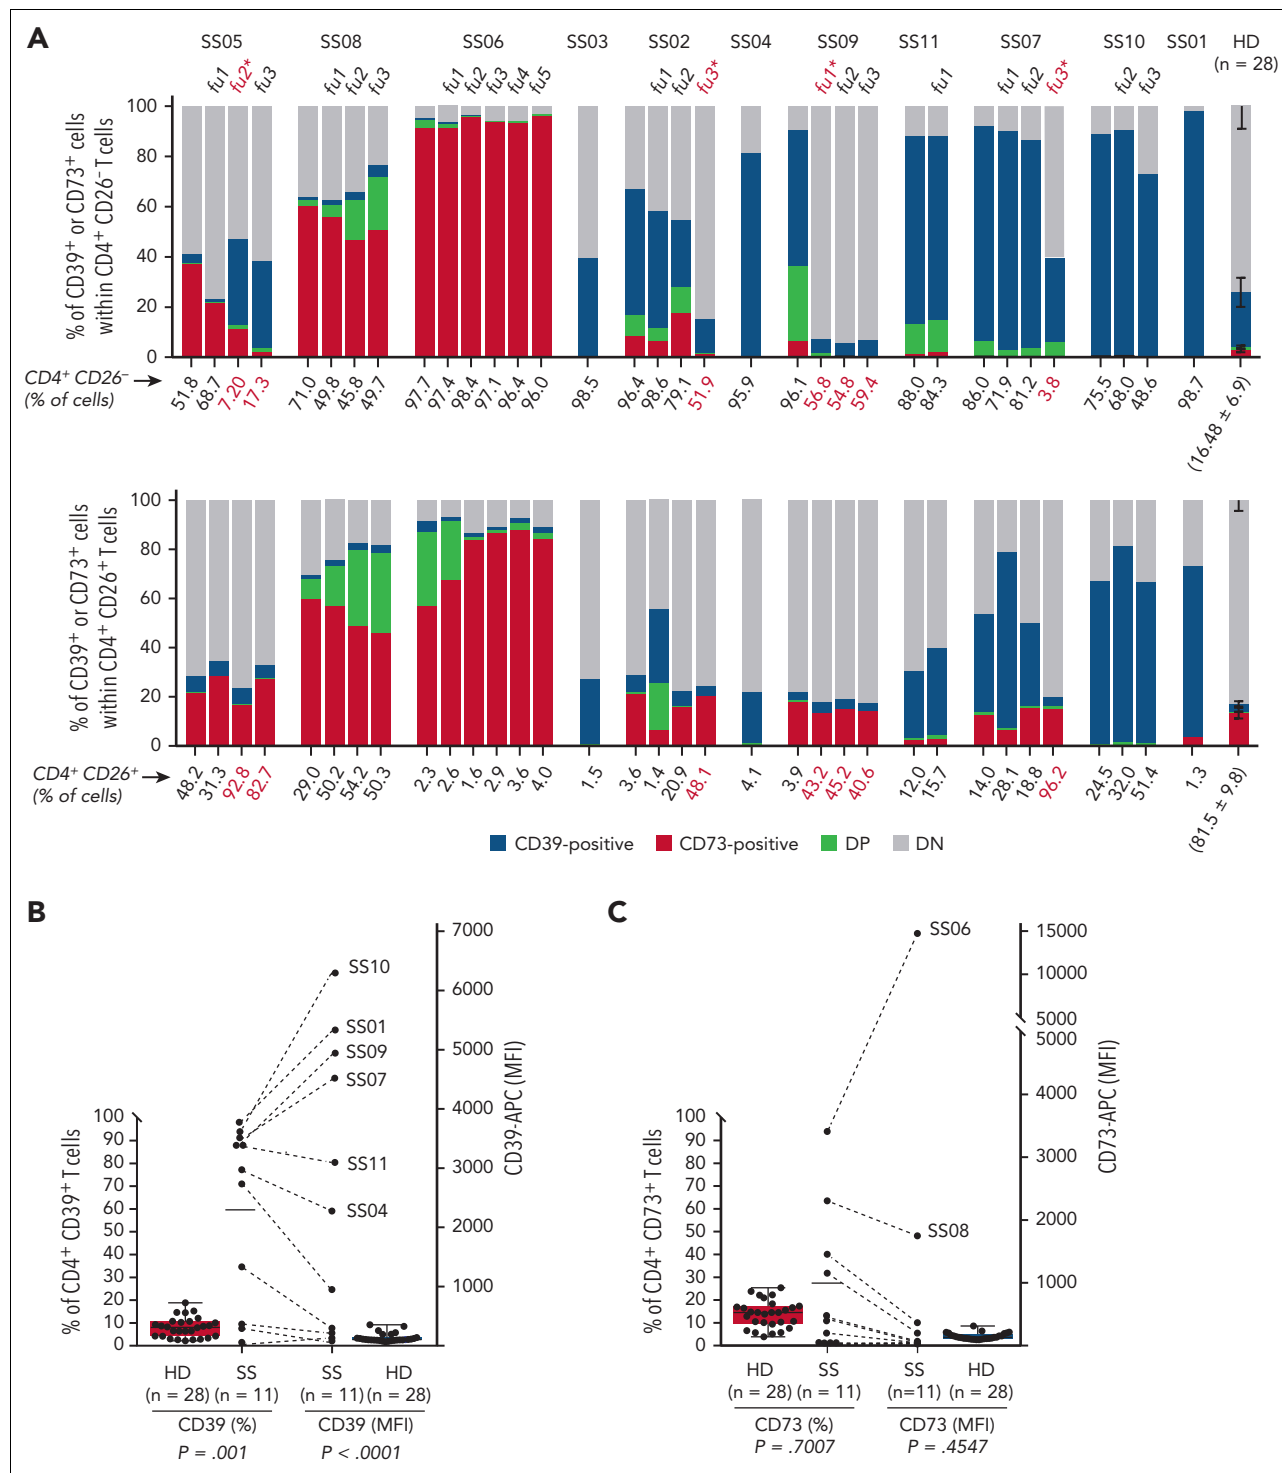 A
SS05 SS08 SS06 SS03 SS02 SS04 SS09 SS11 SS07 SS10 SS01 HD
(n = 28)
fu1 fu2* fu3 fu1 fu2 fu3 fu1 fu2 fu3 fu4 fu5 fu1 fu2 fu3* fu1* fu2 fu3 fu1 fu1 fu2 fu3* fu2 fu3
% of CD39+ or CD73+ cells
within CD4+ CD26− T cells
100
80
60
40
20
0
CD4+ CD26−
(% of cells)
51.8 68.7 7.20 17.3 71.0 49.8 45.8 49.7 97.7 97.4 98.4 97.1 96.4 96.0 98.5 96.4 98.6 79.1 51.9 95.9 96.1 56.8 54.8 59.4 88.0 84.3 86.0 71.9 81.2 3.8 75.5 68.0 48.6 98.7 (16.48 ± 6.9)
% of CD39+ or CD73+ cells
within CD4+ CD26+ T cells
100
80
60
40
20
0
CD4+ CD26+
(% of cells)
48.2 31.3 92.8 82.7 29.0 50.2 54.2 50.3 2.3 2.6 1.6 2.9 3.6 4.0 1.5 3.6 1.4 20.9 48.1 4.1 3.9 43.2 45.2 40.6 12.0 15.7 14.0 28.1 18.8 96.2 24.5 32.0 51.4 1.3 (81.5 ± 9.8)
CD39-positive CD73-positive DP DN
B
% of CD4+ CD39+ T cells
100
90
80
70
60
50
40
30
20
10
0
SS10
SS01
SS09
SS07
SS11
SS04
7000
6000
5000
4000
3000
2000
1000
CD39-APC (MFI)
HD SS SS HD
(n = 28) (n = 11) (n = 11) (n = 28)
CD39 (%) CD39 (MFI)
P = .001 P < .0001
C
% of CD4+ CD73+ T cells
100
90
80
70
60
50
40
30
20
10
0
SS06
SS08
15000
10000
5000
5000
4000
3000
2000
1000
CD73-APC (MFI)
HD SS SS HD
(n = 28) (n = 11) (n=11) (n = 28)
CD73 (%) CD73 (MFI)
P = .7007 P = .4547